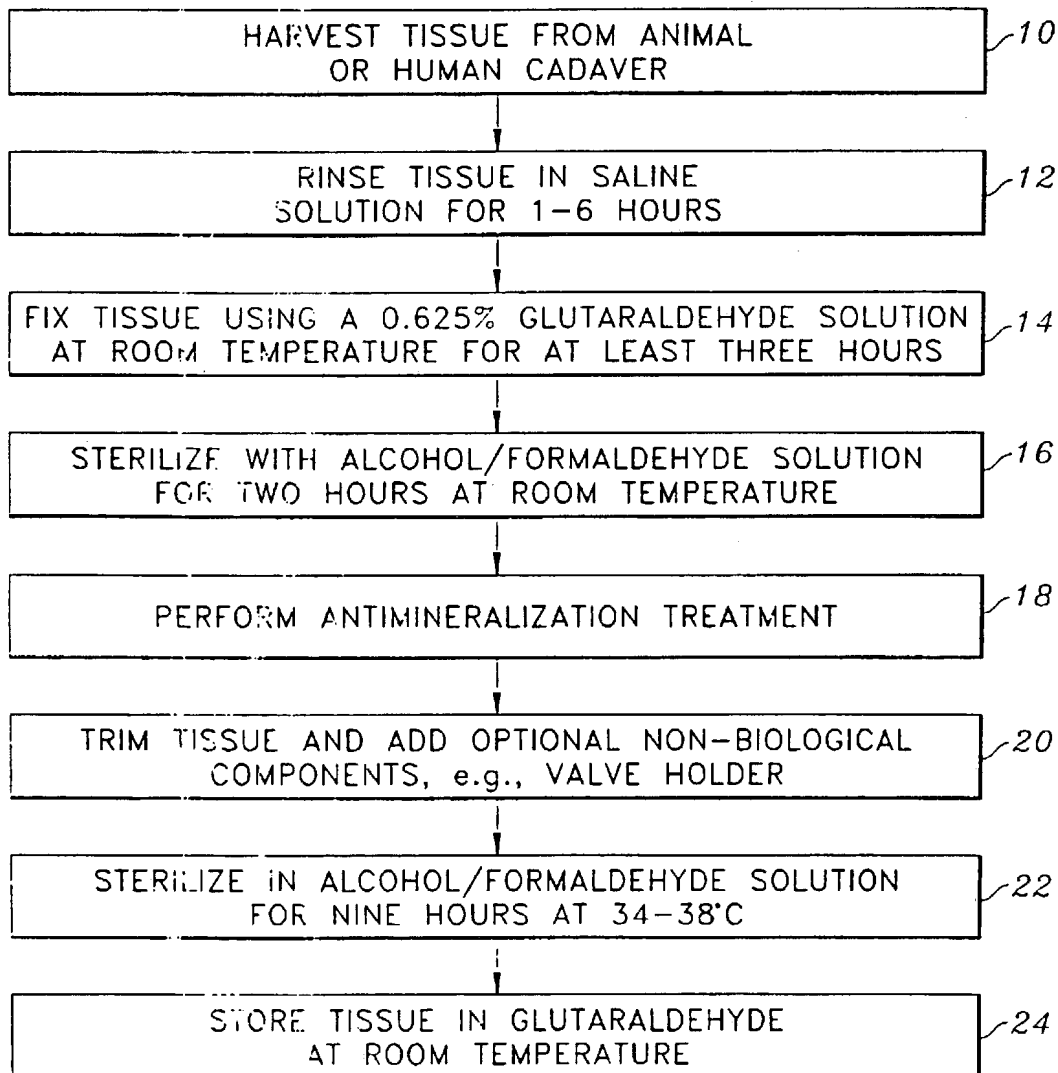 HARVEST TISSUE FROM ANIMAL
OR HUMAN CADAVER
10
RINSE TISSUE IN SALINE
SOLUTION FOR 1-6 HOURS
12
FIX TISSUE USING A 0.625% GLUTARALDEHYDE SOLUTION
AT ROOM TEMPERATURE FOR AT LEAST THREE HOURS
14
STERILIZE WITH ALCOHOL/FORMALDEHYDE SOLUTION
FOR TWO HOURS AT ROOM TEMPERATURE
16
PERFORM ANTIMINERALIZATION TREATMENT
18
TRIM TISSUE AND ADD OPTIONAL NON-BIOLOGICAL
COMPONENTS, e.g., VALVE HOLDER
20
STERILIZE IN ALCOHOL/FORMALDEHYDE SOLUTION
FOR NINE HOURS AT 34-38°C
22
STORE TISSUE IN GLUTARALDEHYDE
AT ROOM TEMPERATURE
24